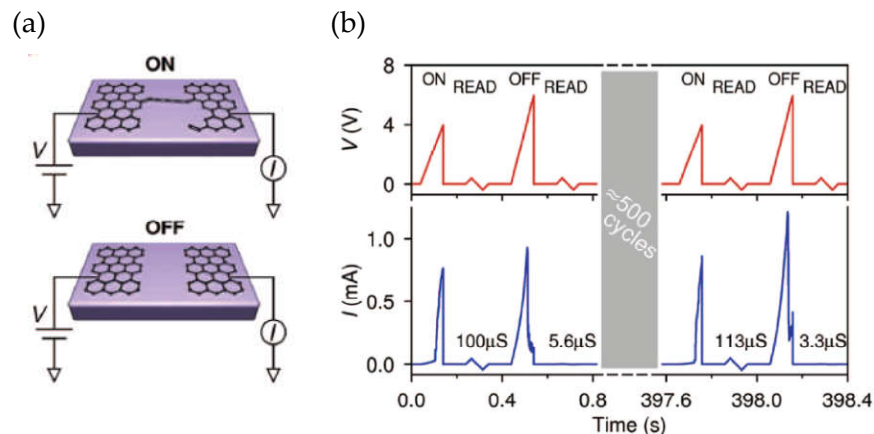 (a)
ON
V
I
OFF
V
I
(b)
8
4
0
V (V)
ON READ OFF READ
ON READ OFF READ
≈500
cycles
1.0
0.5
0.0
I (mA)
100μS 5.6μS
113μS 3.3μS
0.0 0.4 0.8 397.6 398.0 398.4
Time (s)